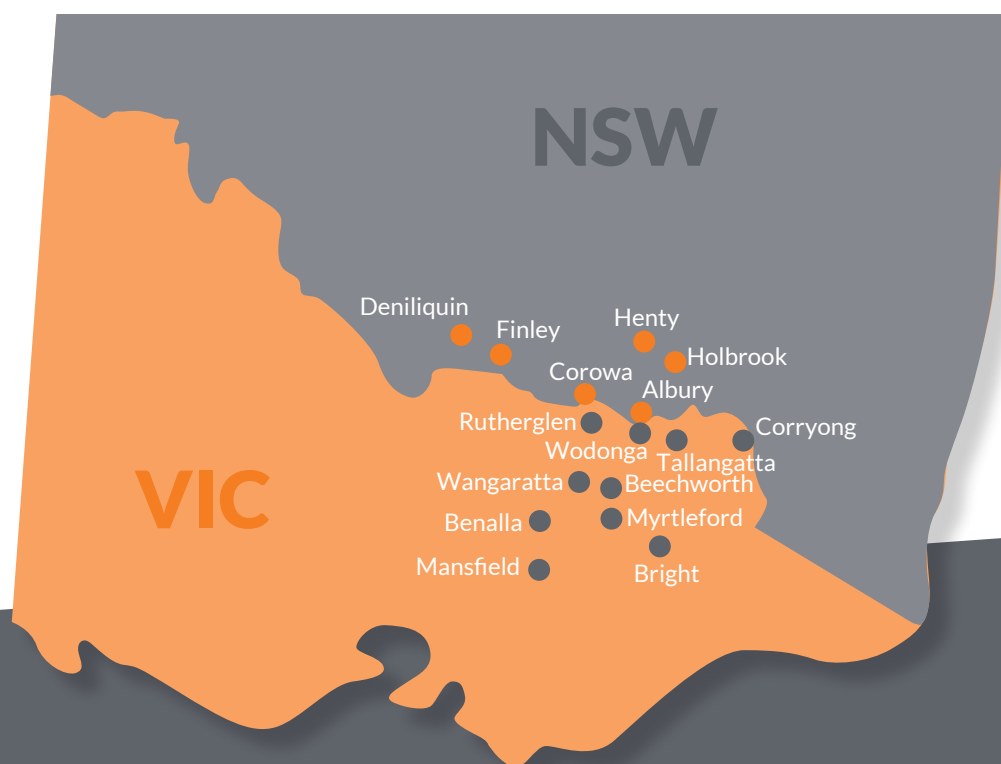 NSW
Deniliquin
Henty
Finley
Holbrook
Corowa
Albury
Rutherglen
Corryong
Wodonga
Tallangatta
Wangaratta
Beechworth
VIC
Benalla
Myrtleford
Mansfield
Bright